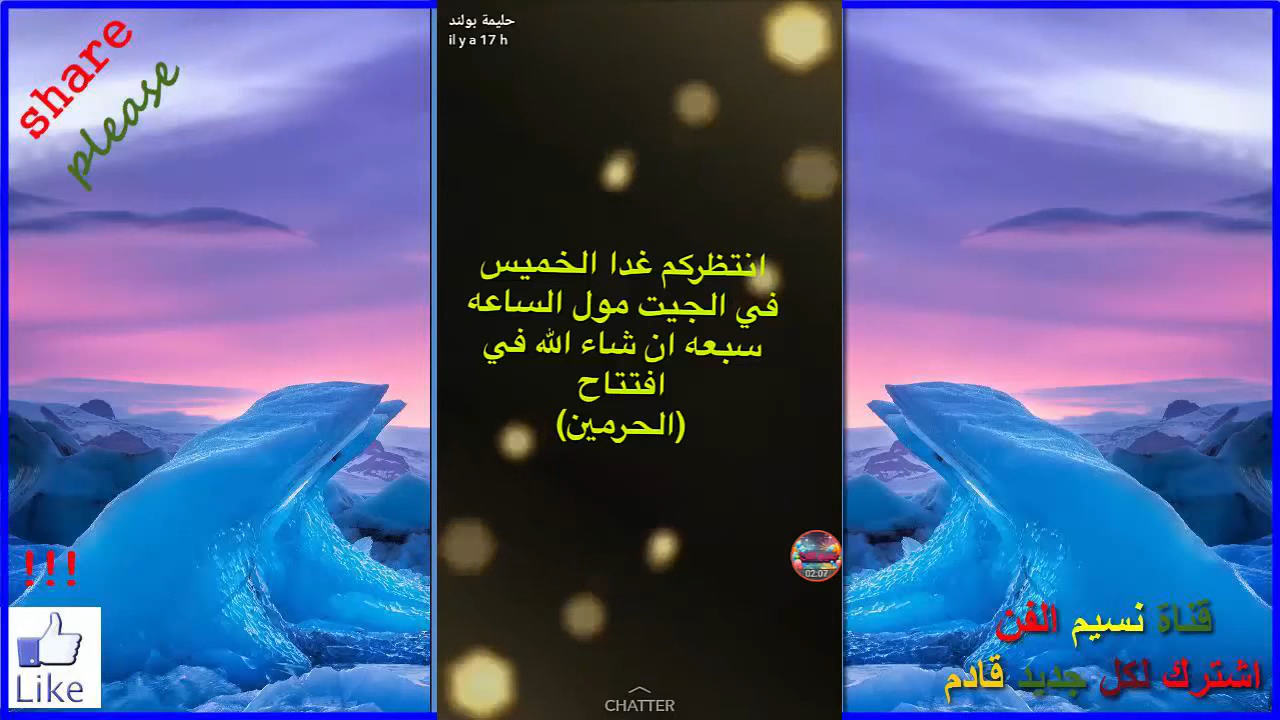 share
please
حليمة بولند
il y a 17 h
انتظركم غدا الخميس
في الجيت مول الساعه
سبعه ان شاء الله في
افتتاح
(الحرمين)
02:07
!!!
Like
قناة نسيم الفن
اشترك لكل جديد قادم
CHATTER